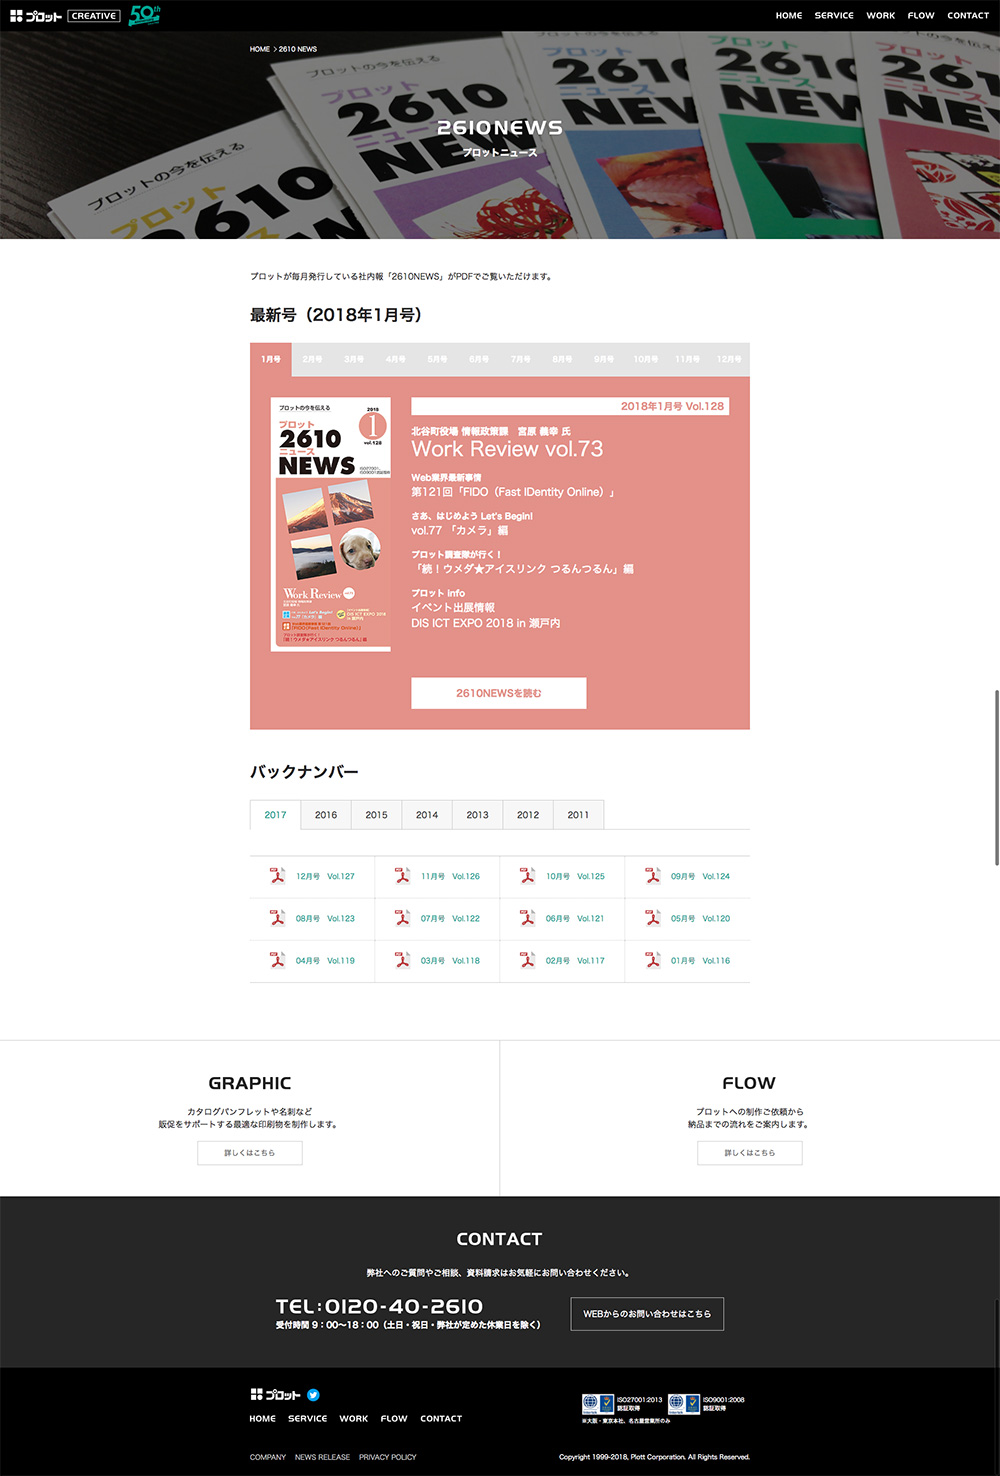 プロット CREATIVE 50th
HOME SERVICE WORK FLOW CONTACT
HOME > 2610 NEWS
プロットの今を伝える
プロット
2610
ニュース
NEWS
2610NEWS
プロットニュース
プロットが毎月発行している社内報「2610NEWS」がPDFでご覧いただけます。
最新号（2018年1月号）
1月号 2月号 3月号 4月号 5月号 6月号 7月号 8月号 9月号 10月号 11月号 12月号
プロットの今を伝える
プロット
2610
ニュース
NEWS
2018
1
vol.128
Work Review
2018年1月号 Vol.128
北谷町役場 情報政策課　宮原 義幸 氏
Work Review vol.73
Web業界最新事情
第121回「FIDO（Fast IDentity Online）」
さあ、はじめよう Let's Begin!
vol.77 「カメラ」編
プロット調査隊が行く！
「続！ウメダ★アイスリンク つるんつるん」編
プロット Info
イベント出展情報
DIS ICT EXPO 2018 in 瀬戸内
2610NEWSを読む
バックナンバー
2017 2016 2015 2014 2013 2012 2011
12月号 Vol.127 11月号 Vol.126 10月号 Vol.125 09月号 Vol.124
08月号 Vol.123 07月号 Vol.122 06月号 Vol.121 05月号 Vol.120
04月号 Vol.119 03月号 Vol.118 02月号 Vol.117 01月号 Vol.116
GRAPHIC
カタログパンフレットや名刺など
販促をサポートする最適な印刷物を制作します。
詳しくはこちら
FLOW
プロットへの制作ご依頼から
納品までの流れをご案内します。
詳しくはこちら
CONTACT
弊社へのご質問やご相談、資料請求はお気軽にお問い合わせください。
TEL:0120-40-2610
受付時間 9：00〜18：00（土日・祝日・弊社が定めた休業日を除く）
WEBからのお問い合わせはこちら
プロット
HOME SERVICE WORK FLOW CONTACT
ISO27001:2013
認証取得
ISO9001:2008
認証取得
※大阪・東京本社、名古屋営業所のみ
COMPANY NEWS RELEASE PRIVACY POLICY
Copyright 1999-2018, Plott Corporation. All Rights Reserved.